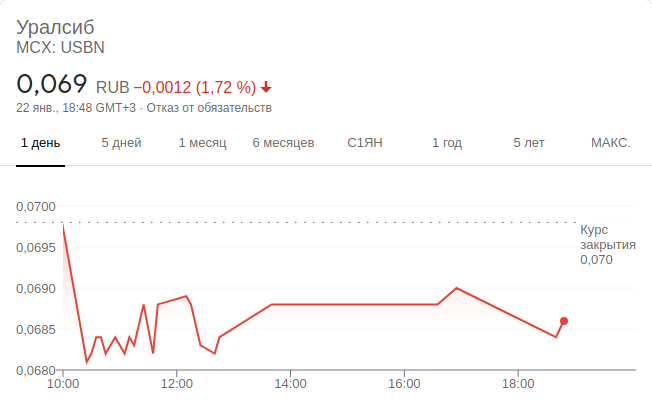 Уралсиб
MCX: USBN
0,069 RUB −0,0012 (1,72 %)
22 янв., 18:48 GMT+3 · Отказ от обязательств
1 день 5 дней 1 месяц 6 месяцев С1ЯН 1 год 5 лет МАКС.
0,0700
Курс
закрытия
0,070
0,0695
0,0690
0,0685
0,0680
10:00 12:00 14:00 16:00 18:00